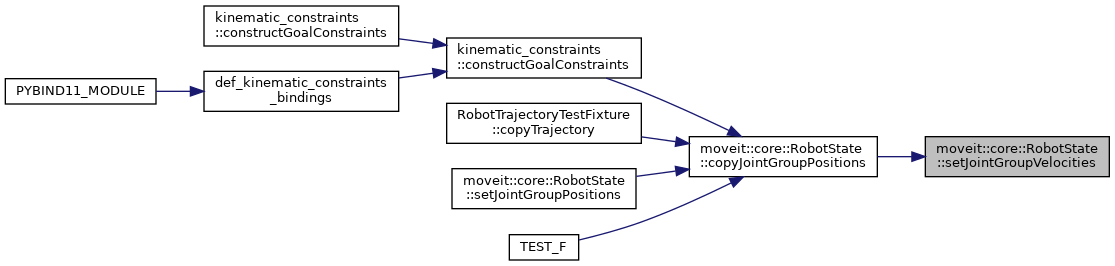 kinematic_constraints
::constructGoalConstraints
kinematic_constraints
::constructGoalConstraints
def_kinematic_constraints
_bindings
PYBIND11_MODULE
RobotTrajectoryTestFixture
::copyTrajectory
moveit::core::RobotState
::copyJointGroupPositions
moveit::core::RobotState
::setJointGroupVelocities
moveit::core::RobotState
::setJointGroupPositions
TEST_F